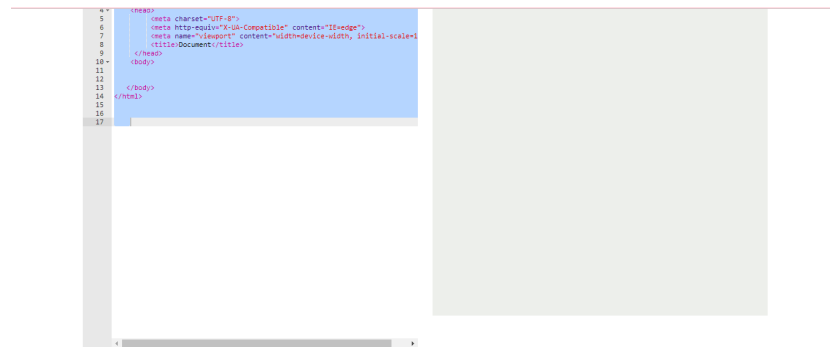 4 <head>
5 <meta charset="UTF-8">
6 <meta http-equiv="X-UA-Compatible" content="IE=edge">
7 <meta name="viewport" content="width=device-width, initial-scale=1
8 <title>Document</title>
9 </head>
10 <body>
11
12
13 </body>
14 </html>
15
16
17